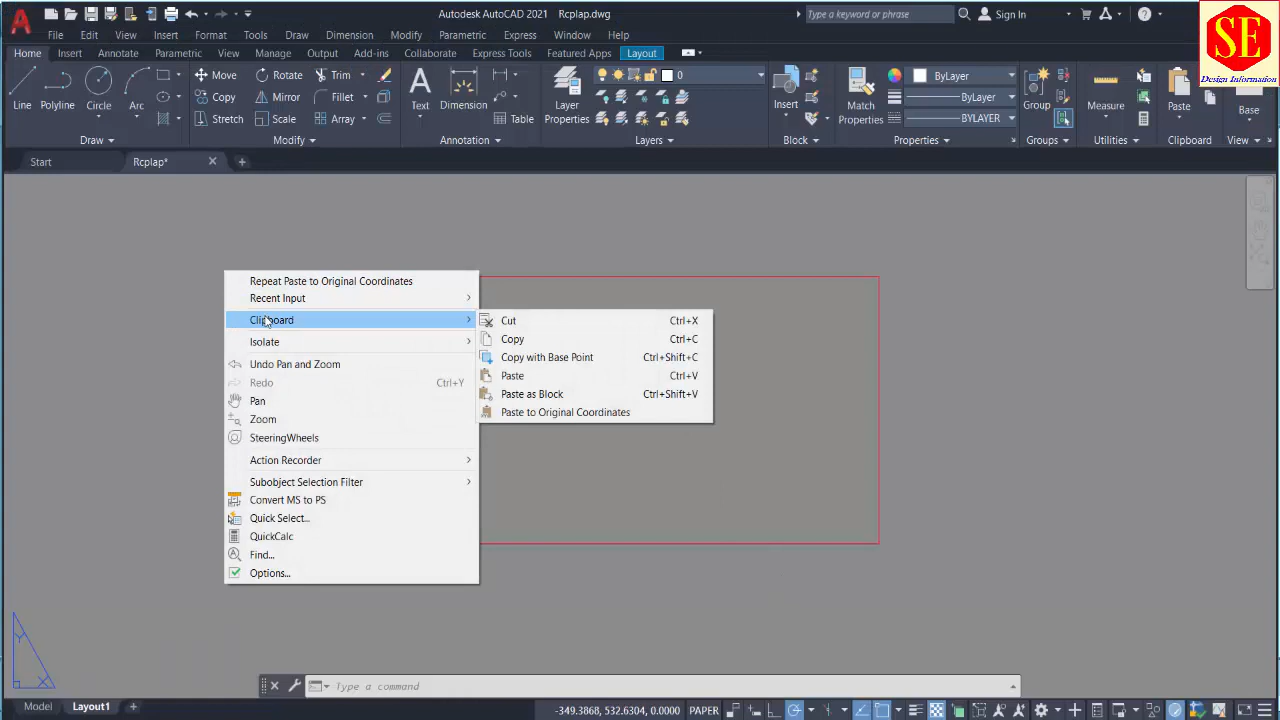 Autodesk AutoCAD 2021 Rcplap.dwg
Type a keyword or phrase
Sign In
SE
Design Information
File Edit View Insert Format Tools Draw Dimension Modify Parametric Express Window Help
Home Insert Annotate Parametric View Manage Output Add-ins Collaborate Express Tools Featured Apps Layout
Line
Polyline
Circle
Arc
Move
Rotate
Trim
Copy
Mirror
Fillet
Stretch
Scale
Array
Text
Dimension
Table
Layer
Properties
0
Insert
Match
Properties
ByLayer
ByLayer
BYLAYER
Group
Measure
Paste
Base
Draw
Modify
Annotation
Layers
Block
Properties
Groups
Utilities
Clipboard
View
Start
Rcplap*
Repeat Paste to Original Coordinates
Recent Input
Clipboard
Isolate
Undo Pan and Zoom
Redo Ctrl+Y
Pan
Zoom
SteeringWheels
Action Recorder
Subobject Selection Filter
Convert MS to PS
Quick Select...
QuickCalc
Find...
Options...
Cut Ctrl+X
Copy Ctrl+C
Copy with Base Point Ctrl+Shift+C
Paste Ctrl+V
Paste as Block Ctrl+Shift+V
Paste to Original Coordinates
Y
X
Type a command
Model Layout1
-349.3868, 532.6304, 0.0000 PAPER